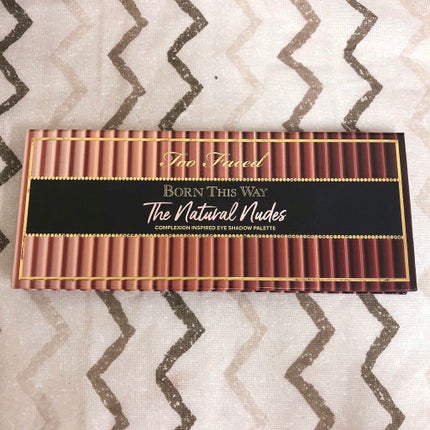 Too Faced
BORN THIS WAY
The Natural Nudes
COMPLEXION INSPIRED EYE SHADOW PALETTE